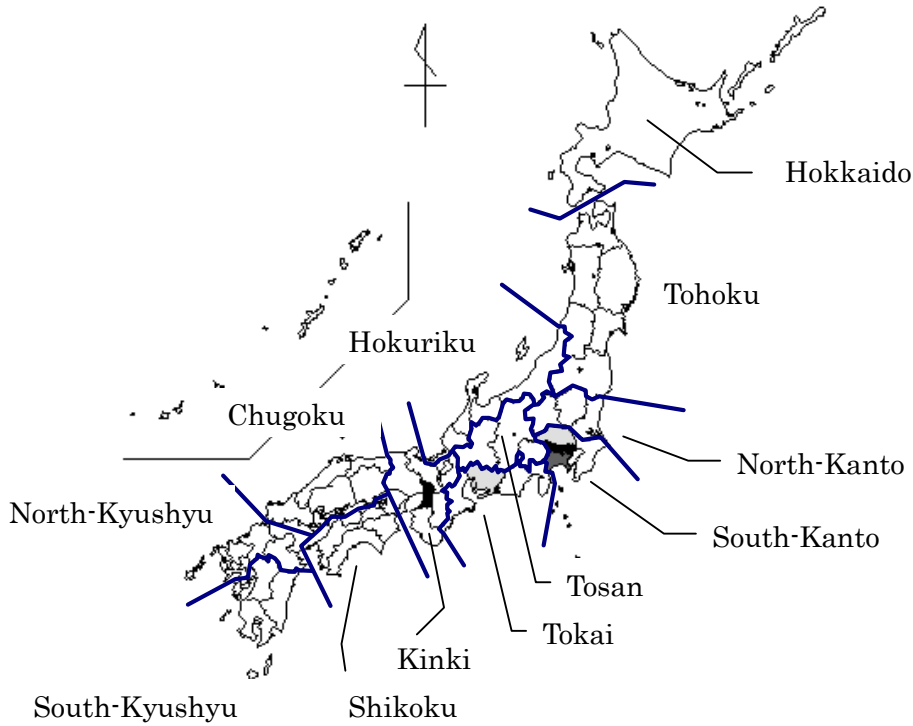 Hokkaido
Tohoku
Hokuriku
Chugoku
North-Kanto
North-Kyushyu
South-Kanto
Tosan
Tokai
Kinki
South-Kyushyu
Shikoku